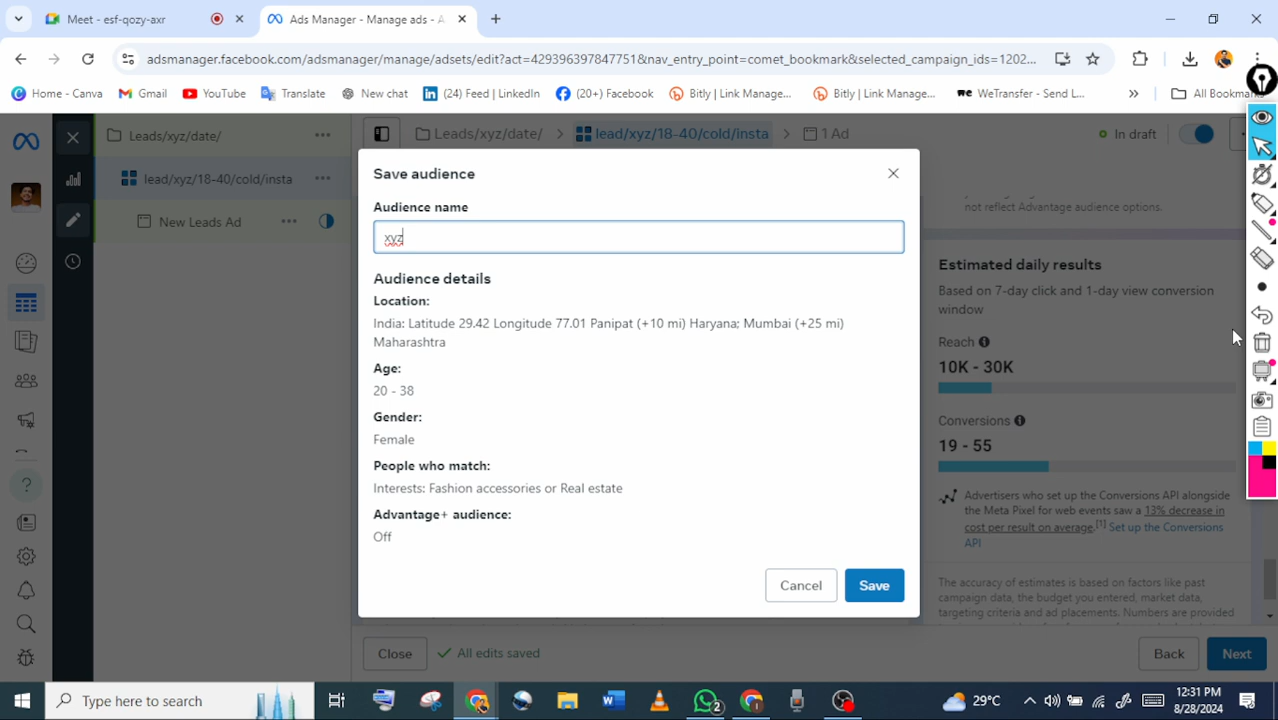 Meet - esf-qozy-axr
Ads Manager - Manage ads - A
adsmanager.facebook.com/adsmanager/manage/adsets/edit?act=429396397847751&nav_entry_point=comet_bookmark&selected_campaign_ids=1202...
Home - Canva
Gmail
YouTube
Translate
New chat
(24) Feed | LinkedIn
(20+) Facebook
Bitly | Link Manage...
Bitly | Link Manage...
WeTransfer - Send L...
All Bookmarks
Leads/xyz/date/
lead/xyz/18-40/cold/insta
New Leads Ad
Leads/xyz/date/ > lead/xyz/18-40/cold/insta > 1 Ad
In draft
Save audience
Audience name
xyz
Audience details
Location:
India: Latitude 29.42 Longitude 77.01 Panipat (+10 mi) Haryana; Mumbai (+25 mi)
Maharashtra
Age:
20 - 38
Gender:
Female
People who match:
Interests: Fashion accessories or Real estate
Advantage+ audience:
Off
Cancel
Save
not reflect Advantage audience options.
Estimated daily results
Based on 7-day click and 1-day view conversion
window
Reach
10K - 30K
Conversions
19 - 55
Advertisers who set up the Conversions API alongside
the Meta Pixel for web events saw a 13% decrease in
cost per result on average.[1] Set up the Conversions
API
The accuracy of estimates is based on factors like past
campaign data, the budget you entered, market data,
targeting criteria and ad placements. Numbers are provided
Close
All edits saved
Back
Next
Type here to search
2
29°C
12:31 PM
8/28/2024